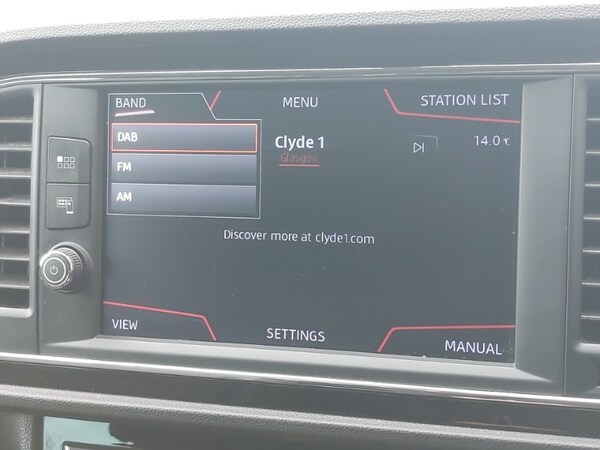 BAND MENU STATION LIST
DAB
Clyde 1 14.0 °C
Glasgow
FM
AM
Discover more at clyde1.com
VIEW SETTINGS MANUAL